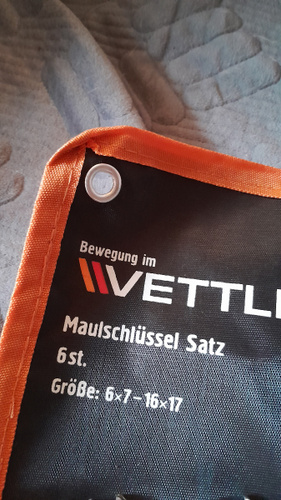 Bewegung im
VETTL
Maulschlüssel Satz
6 st.
Größe: 6×7-16×17